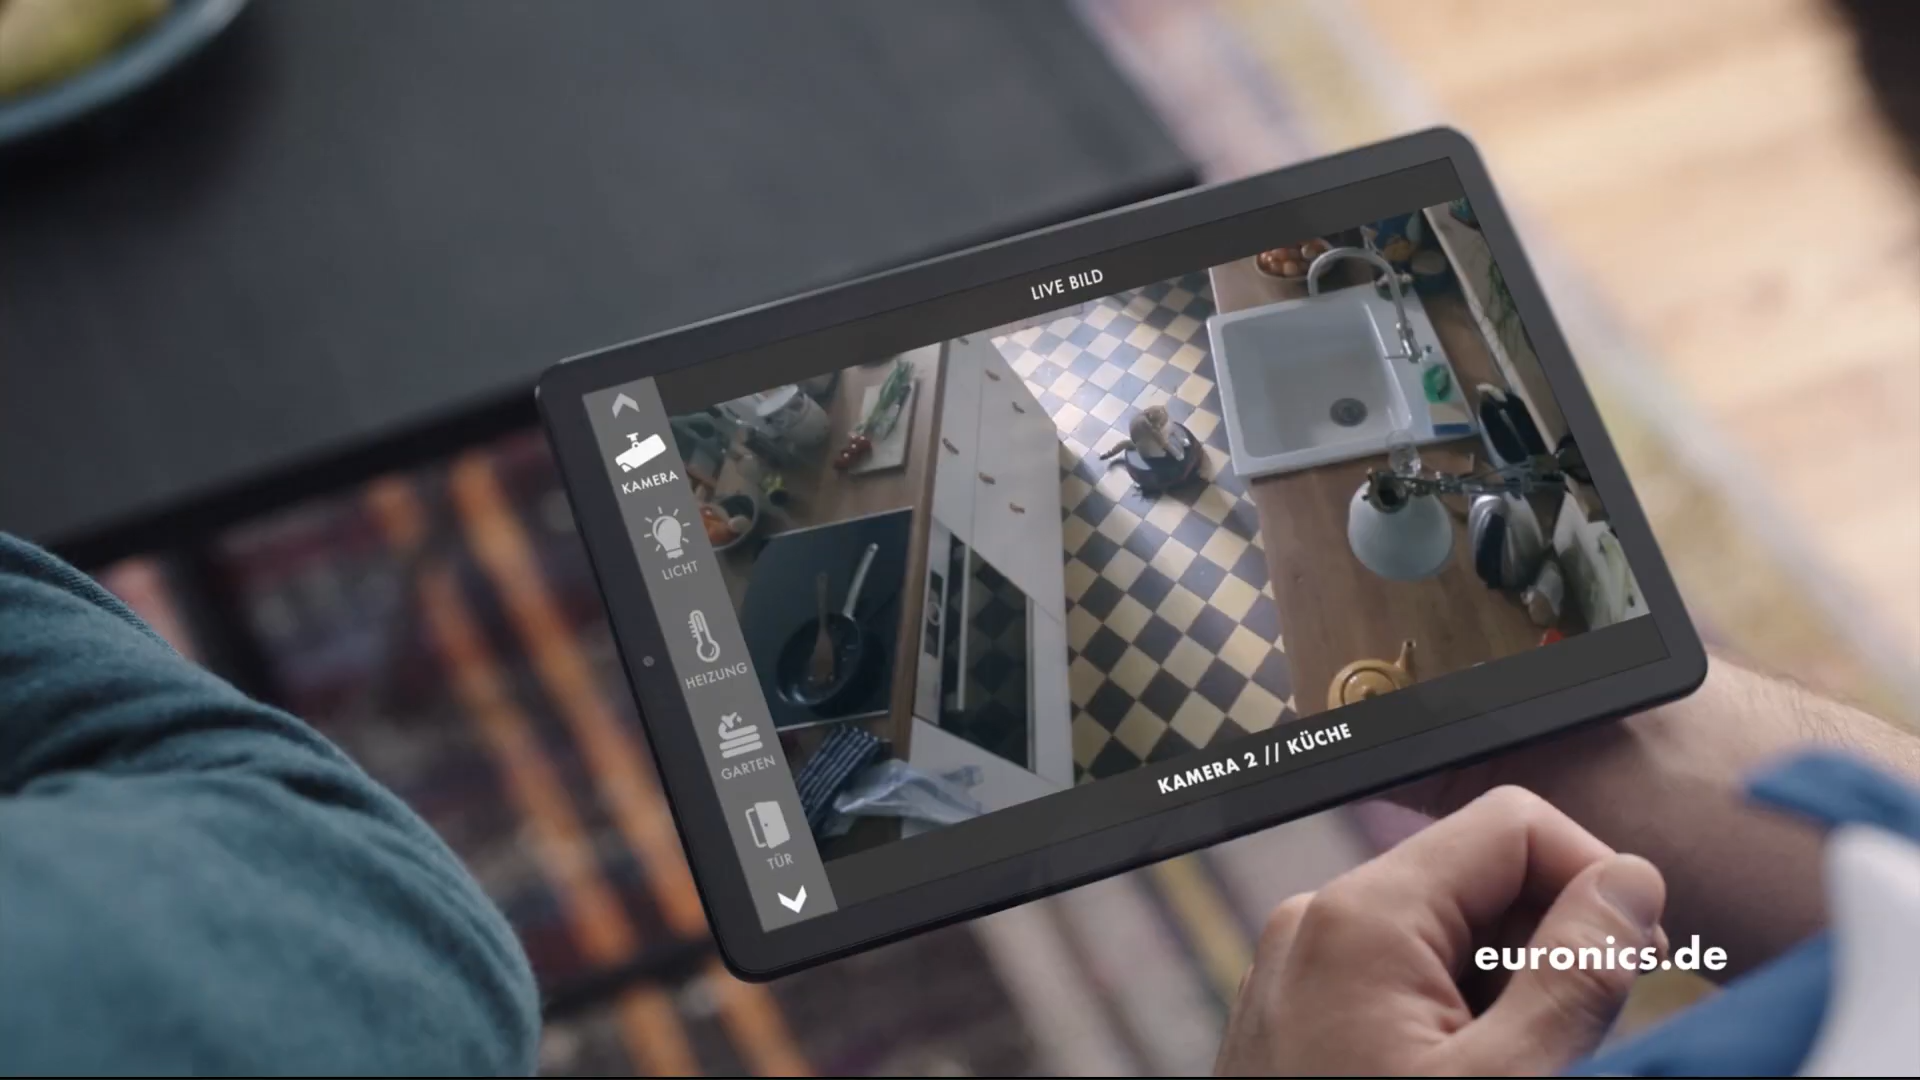 LIVE BILD
KAMERA
LICHT
HEIZUNG
GARTEN
TÜR
KAMERA 2 // KÜCHE
euronics.de